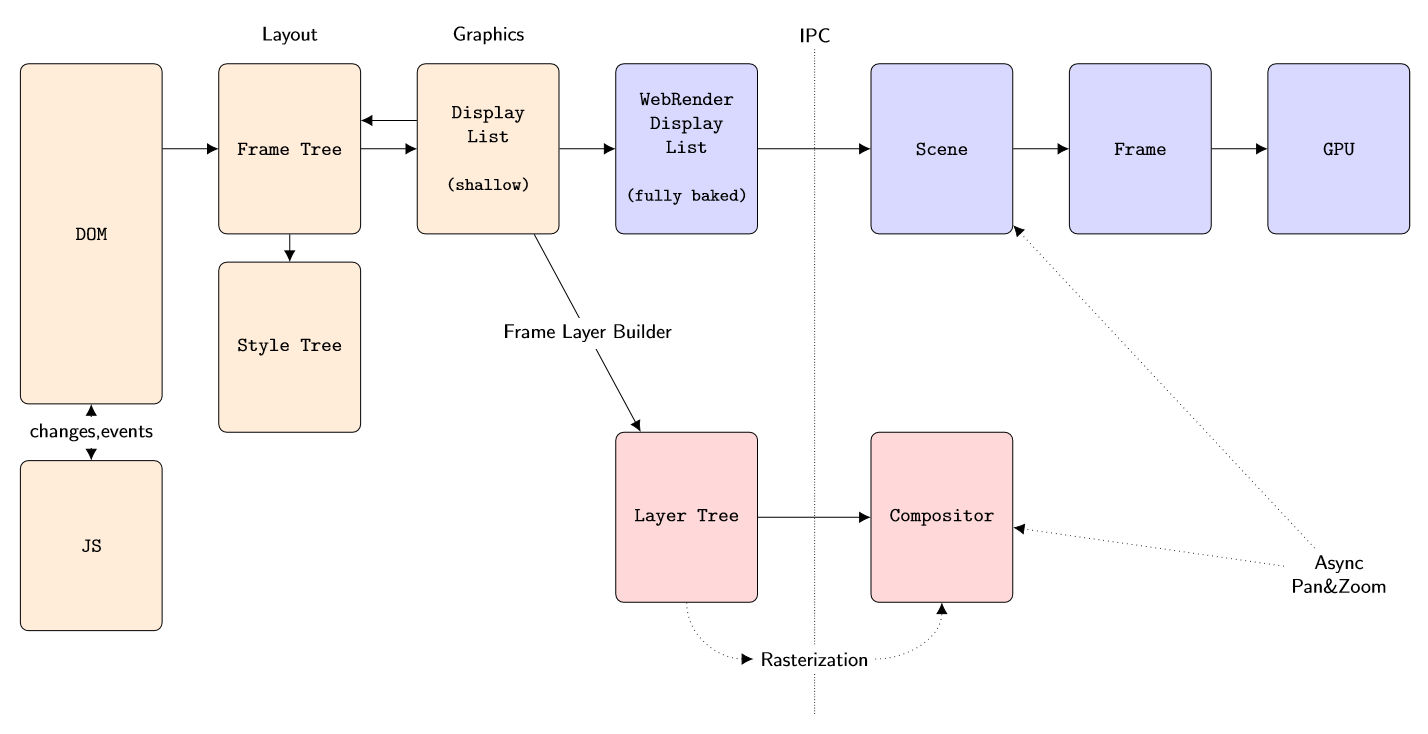 Layout
Graphics
IPC
DOM
Frame Tree
Display
List
(shallow)
WebRender
Display
List
(fully baked)
Scene
Frame
GPU
Style Tree
Frame Layer Builder
changes,events
JS
Layer Tree
Compositor
Async
Pan&Zoom
Rasterization